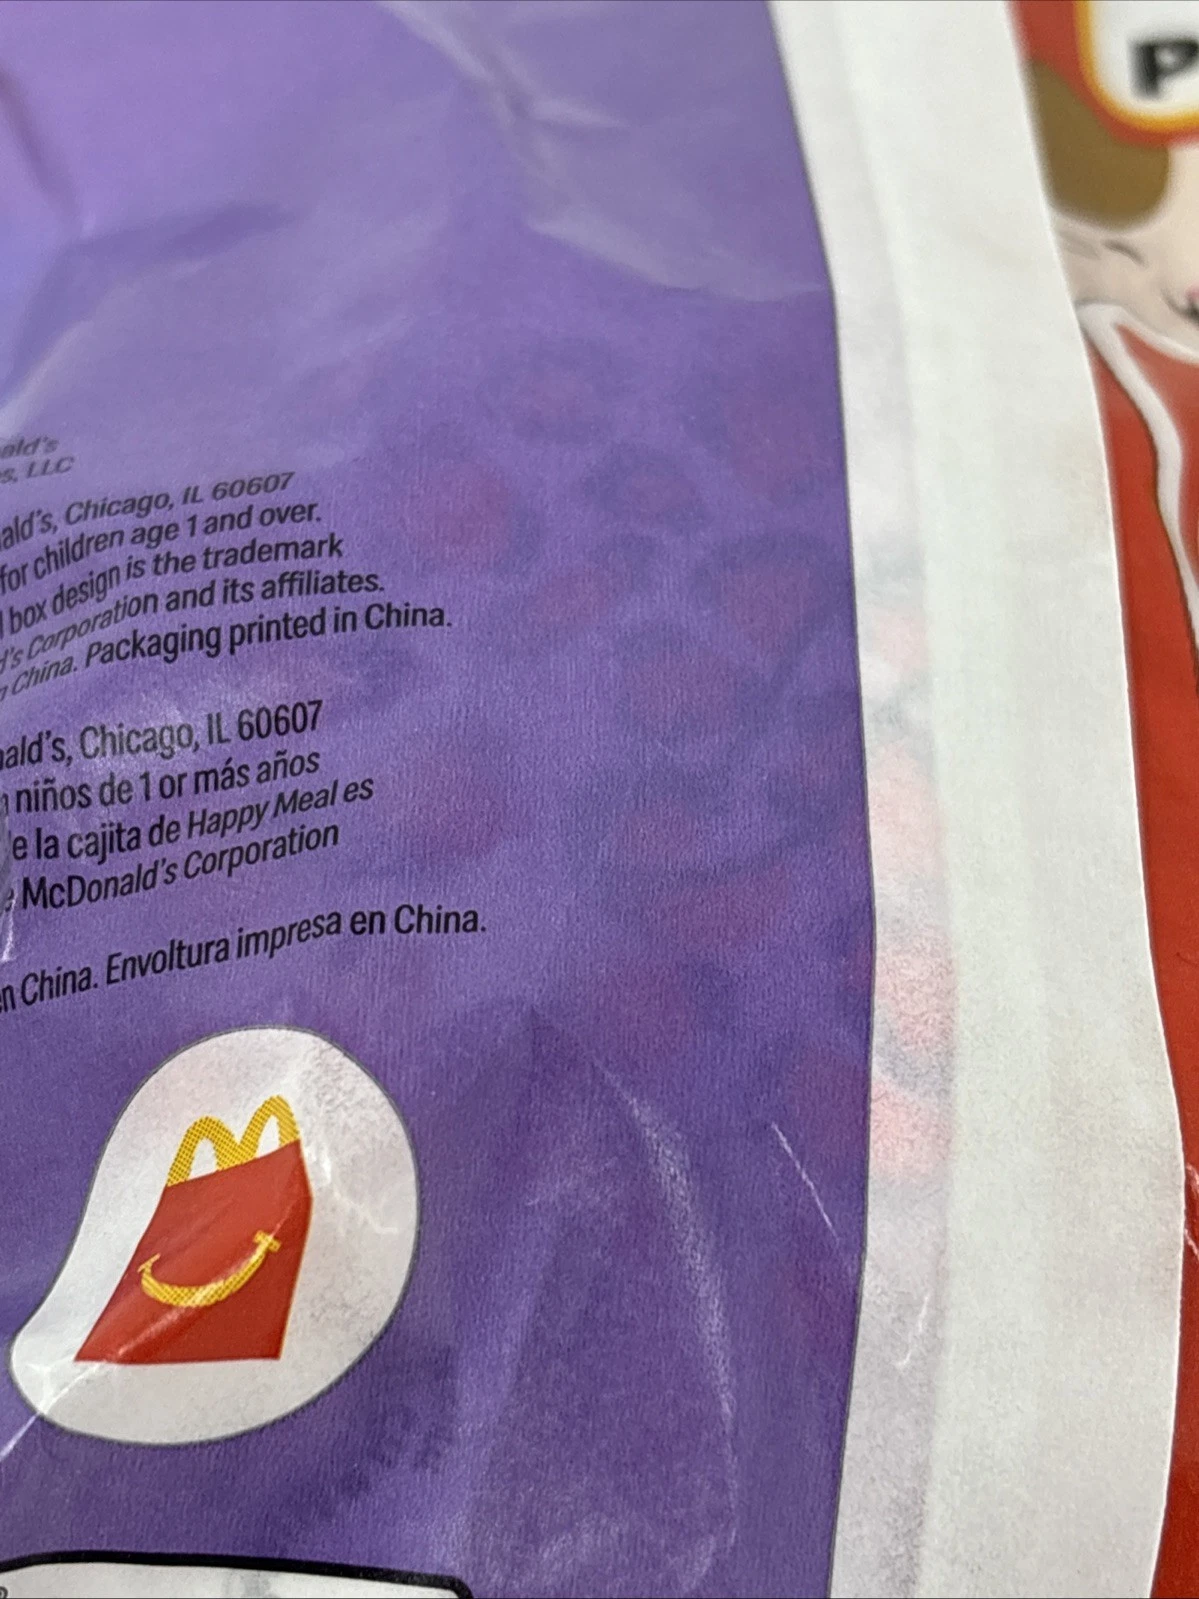 P
ald's
s, LLC
ald's, Chicago, IL 60607
for children age 1 and over.
box design is the trademark
d's Corporation and its affiliates.
n China. Packaging printed in China.
ald's, Chicago, IL 60607
n niños de 1 or más años
e la cajita de Happy Meal es
e McDonald's Corporation
en China. Envoltura impresa en China.